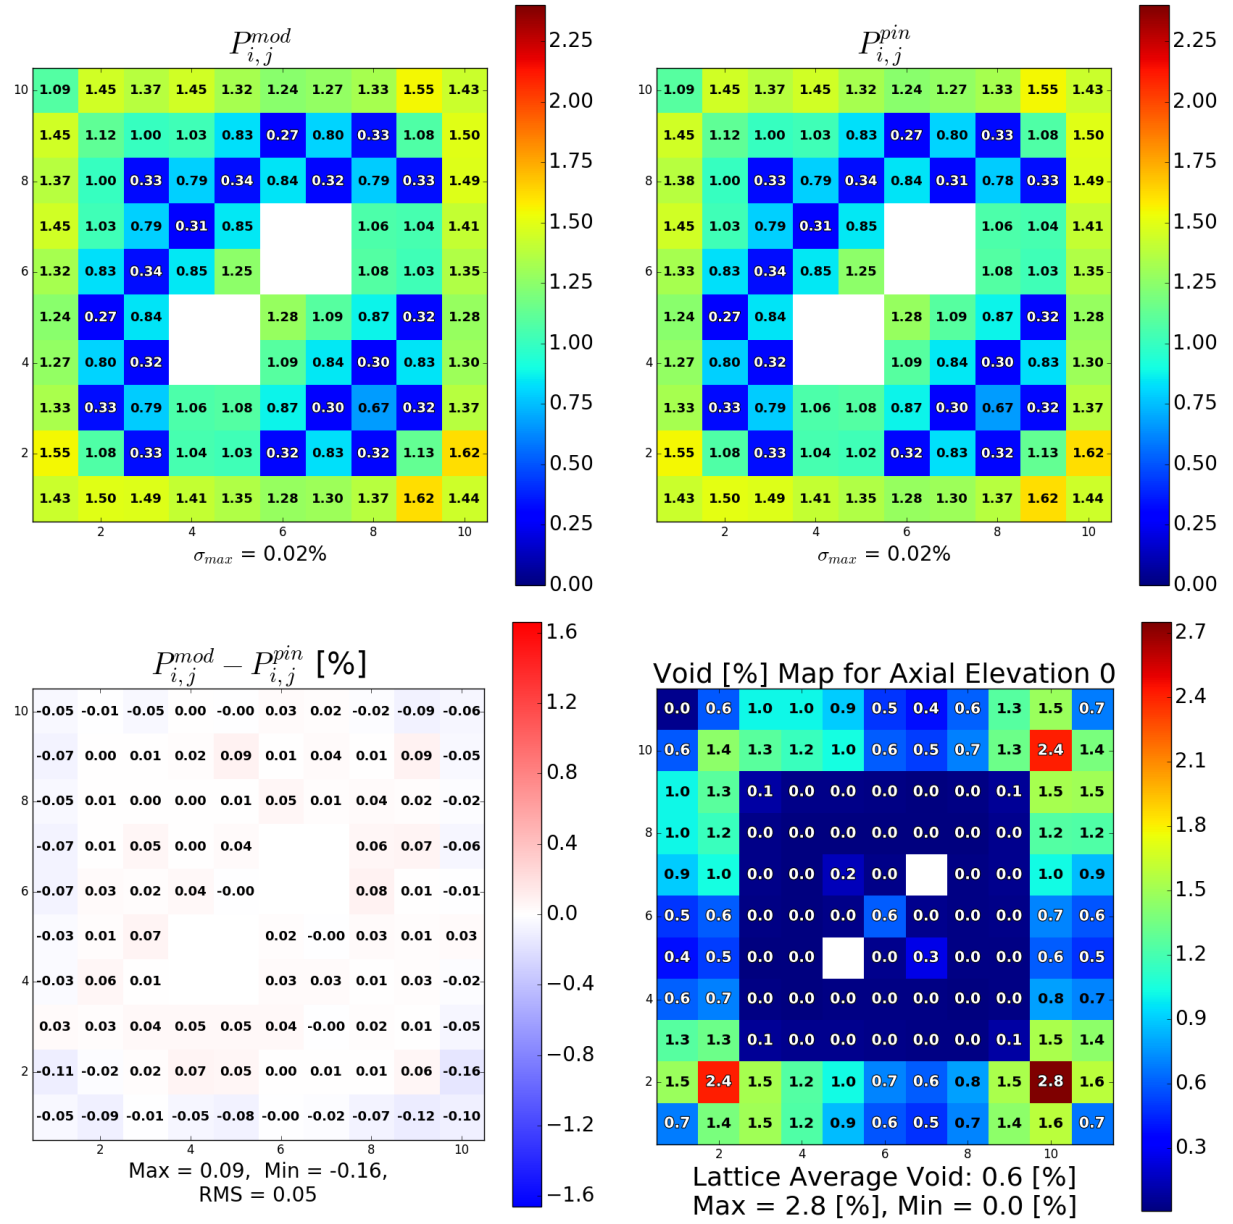 P_{i,j}^{mod}
10 1.09 1.45 1.37 1.45 1.32 1.24 1.27 1.33 1.55 1.43
1.45 1.12 1.00 1.03 0.83 0.27 0.80 0.33 1.08 1.50
8 1.37 1.00 0.33 0.79 0.34 0.84 0.32 0.79 0.33 1.49
1.45 1.03 0.79 0.31 0.85 1.06 1.04 1.41
6 1.32 0.83 0.34 0.85 1.25 1.08 1.03 1.35
1.24 0.27 0.84 1.28 1.09 0.87 0.32 1.28
4 1.27 0.80 0.32 1.09 0.84 0.30 0.83 1.30
1.33 0.33 0.79 1.06 1.08 0.87 0.30 0.67 0.32 1.37
2 1.55 1.08 0.33 1.04 1.03 0.32 0.83 0.32 1.13 1.62
1.43 1.50 1.49 1.41 1.35 1.28 1.30 1.37 1.62 1.44
2 4 6 8 10
σ_{max} = 0.02%
2.25
2.00
1.75
1.50
1.25
1.00
0.75
0.50
0.25
0.00
P_{i,j}^{pin}
10 1.09 1.45 1.37 1.45 1.32 1.24 1.27 1.33 1.55 1.43
1.45 1.12 1.00 1.03 0.83 0.27 0.80 0.33 1.08 1.50
8 1.38 1.00 0.33 0.79 0.34 0.84 0.31 0.78 0.33 1.49
1.45 1.03 0.79 0.31 0.85 1.06 1.04 1.41
6 1.33 0.83 0.34 0.85 1.25 1.08 1.03 1.35
1.24 0.27 0.84 1.28 1.09 0.87 0.32 1.28
4 1.27 0.80 0.32 1.09 0.84 0.30 0.83 1.30
1.33 0.33 0.79 1.06 1.08 0.87 0.30 0.67 0.32 1.37
2 1.55 1.08 0.33 1.04 1.02 0.32 0.83 0.32 1.13 1.62
1.43 1.50 1.49 1.41 1.35 1.28 1.30 1.37 1.62 1.44
2 4 6 8 10
σ_{max} = 0.02%
2.25
2.00
1.75
1.50
1.25
1.00
0.75
0.50
0.25
0.00
P_{i,j}^{mod} − P_{i,j}^{pin} [%]
10 -0.05 -0.01 -0.05 0.00 -0.00 0.03 0.02 -0.02 -0.09 -0.06
-0.07 0.00 0.01 0.02 0.09 0.01 0.04 0.01 0.09 -0.05
8 -0.05 0.01 0.00 0.00 0.01 0.05 0.01 0.04 0.02 -0.02
-0.07 0.01 0.05 0.00 0.04 0.06 0.07 -0.06
6 -0.07 0.03 0.02 0.04 -0.00 0.08 0.01 -0.01
-0.03 0.01 0.07 0.02 -0.00 0.03 0.01 0.03
4 -0.03 0.06 0.01 0.03 0.03 0.01 0.01 -0.02
0.03 0.03 0.04 0.05 0.05 0.04 -0.00 0.02 0.01 -0.05
2 -0.11 -0.02 0.02 0.07 0.05 0.00 0.01 0.01 0.06 -0.16
-0.05 -0.09 -0.01 -0.05 -0.08 -0.00 -0.02 -0.07 -0.12 -0.10
2 4 6 8 10
Max = 0.09, Min = -0.16,
RMS = 0.05
1.6
1.2
0.8
0.4
0.0
−0.4
−0.8
−1.2
−1.6
Void [%] Map for Axial Elevation 0
0.0 0.6 1.0 1.0 0.9 0.5 0.4 0.6 1.3 1.5 0.7
10 0.6 1.4 1.3 1.2 1.0 0.6 0.5 0.7 1.3 2.4 1.4
1.0 1.3 0.1 0.0 0.0 0.0 0.0 0.0 0.1 1.5 1.5
8 1.0 1.2 0.0 0.0 0.0 0.0 0.0 0.0 0.0 1.2 1.2
0.9 1.0 0.0 0.0 0.2 0.0 0.0 0.0 1.0 0.9
6 0.5 0.6 0.0 0.0 0.0 0.6 0.0 0.0 0.0 0.7 0.6
0.4 0.5 0.0 0.0 0.0 0.3 0.0 0.0 0.6 0.5
4 0.6 0.7 0.0 0.0 0.0 0.0 0.0 0.0 0.0 0.8 0.7
1.3 1.3 0.1 0.0 0.0 0.0 0.0 0.0 0.1 1.5 1.4
2 1.5 2.4 1.5 1.2 1.0 0.7 0.6 0.8 1.5 2.8 1.6
0.7 1.4 1.5 1.2 0.9 0.6 0.5 0.7 1.4 1.6 0.7
2 4 6 8 10
Lattice Average Void: 0.6 [%]
Max = 2.8 [%], Min = 0.0 [%]
2.7
2.4
2.1
1.8
1.5
1.2
0.9
0.6
0.3